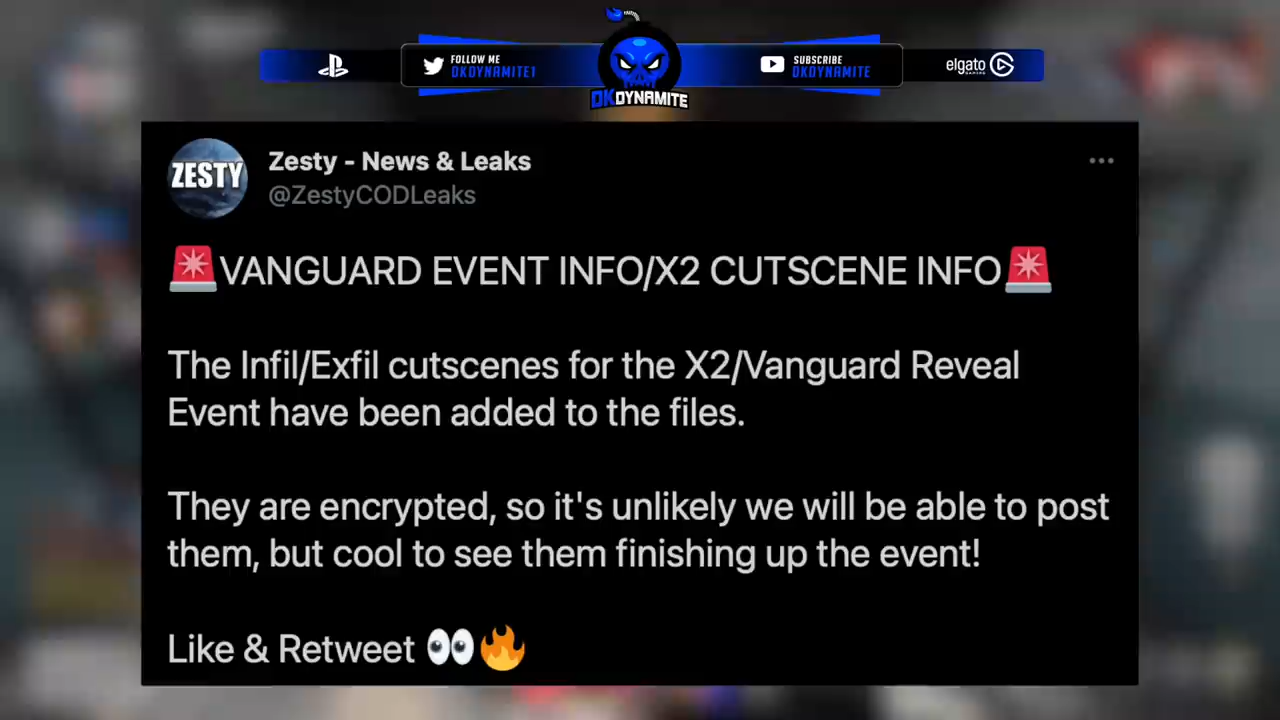 FOLLOW ME
DKDYNAMITE1
DKDYNAMITE
SUBSCRIBE
DKDYNAMITE
elgato
GAMING
ZESTY
Zesty - News & Leaks
@ZestyCODLeaks
🚨VANGUARD EVENT INFO/X2 CUTSCENE INFO🚨
The Infil/Exfil cutscenes for the X2/Vanguard Reveal
Event have been added to the files.
They are encrypted, so it's unlikely we will be able to post
them, but cool to see them finishing up the event!
Like & Retweet 👀🔥